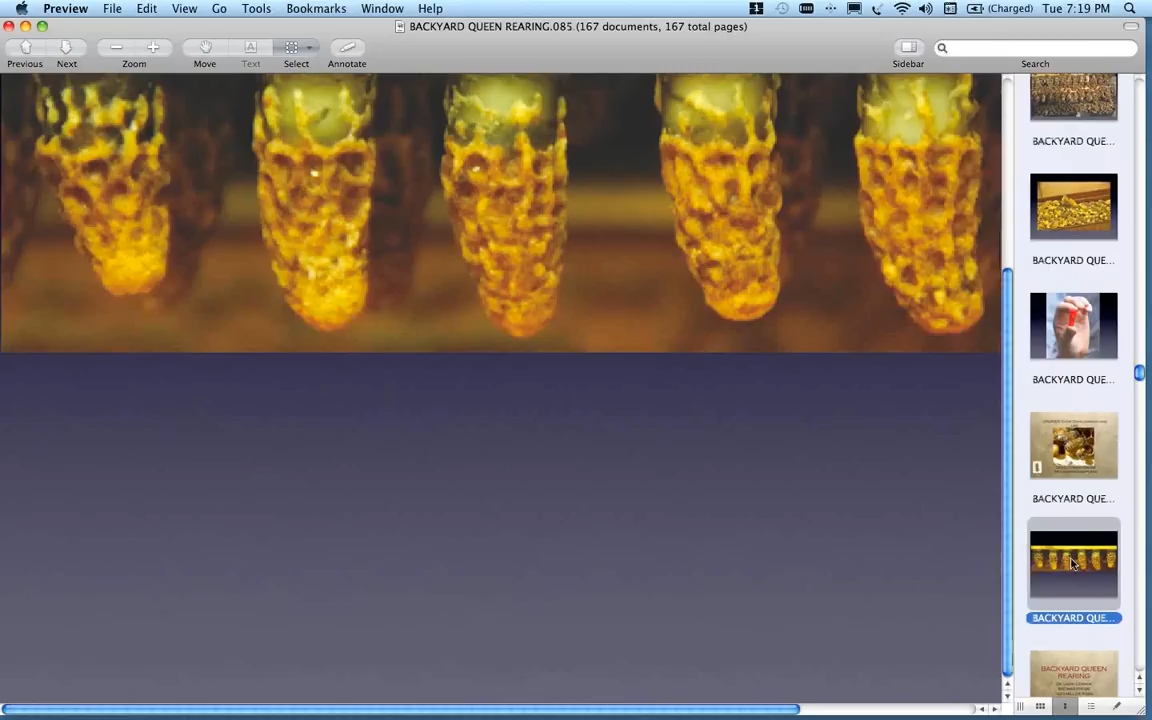 Preview File Edit View Go Tools Bookmarks Window Help
1 (Charged) Tue 7:19 PM
BACKYARD QUEEN REARING.085 (167 documents, 167 total pages)
Previous Next Zoom Move Text Select Annotate Sidebar Search
BACKYARD QUE...
BACKYARD QUE...
BACKYARD QUE...
BACKYARD QUE...
BACKYARD QUE...
BACKYARD QUEEN
REARING